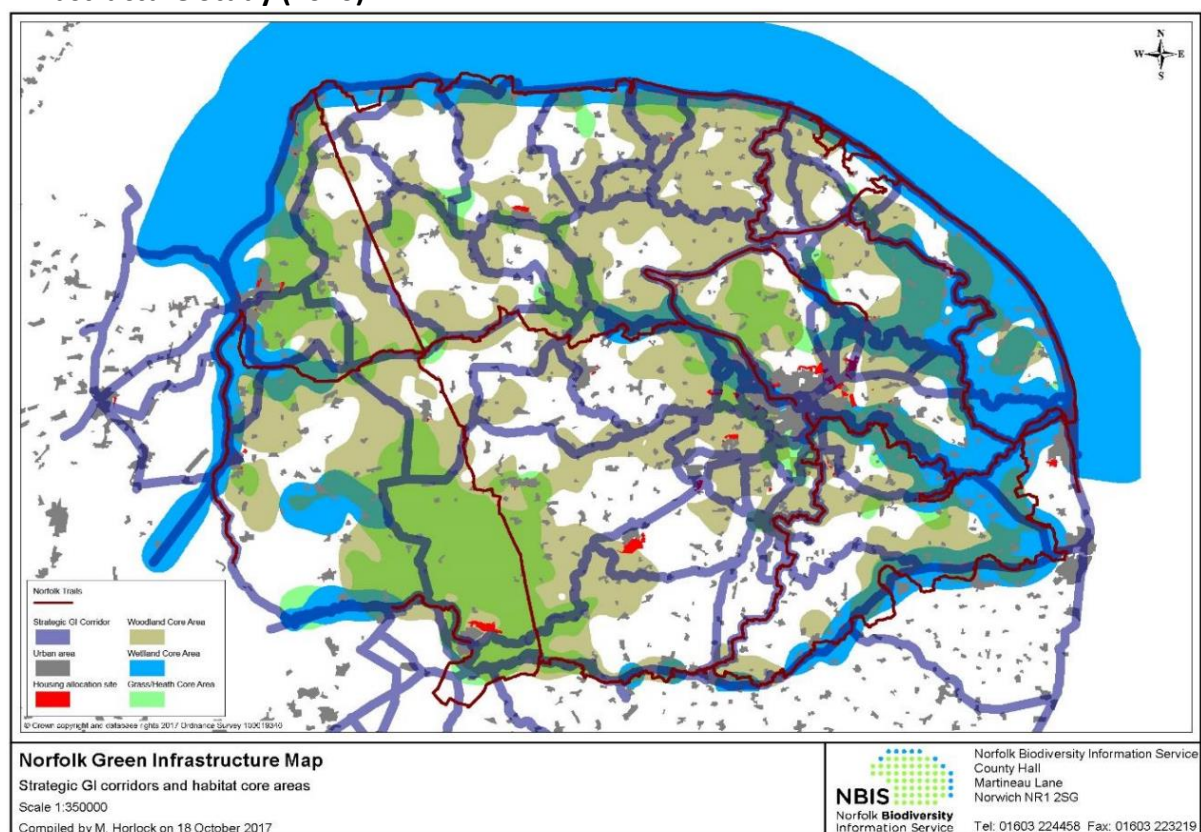 N
W E
S
Norfolk Trails
Strategic GI Corridor Woodland Core Area
Urban area Wetland Core Area
Housing allocation site Grass/Heath Core Area
© Crown copyright and database rights 2017 Ordnance Survey 100019340
Norfolk Green Infrastructure Map
Strategic GI corridors and habitat core areas
Scale 1:350000
Compiled by M. Horlock on 18 October 2017
NBIS
Norfolk Biodiversity
Information Service
Norfolk Biodiversity Information Service
County Hall
Martineau Lane
Norwich NR1 2SG
Tel: 01603 224458 Fax: 01603 223219